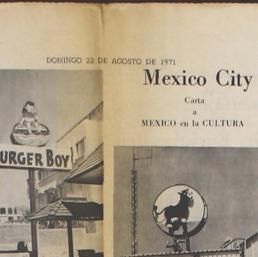 DOMINGO 22 DE AGOSTO DE 1971
Mexico City
Carta
a
MEXICO en la CULTURA
URGER BOY